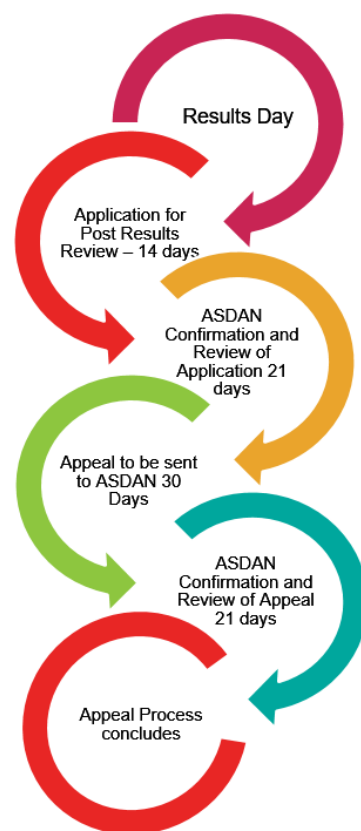 Results Day
Application for
Post Results
Review – 14 days
ASDAN
Confirmation and
Review of
Application 21
days
Appeal to be sent
to ASDAN 30
Days
ASDAN
Confirmation and
Review of Appeal
21 days
Appeal Process
concludes